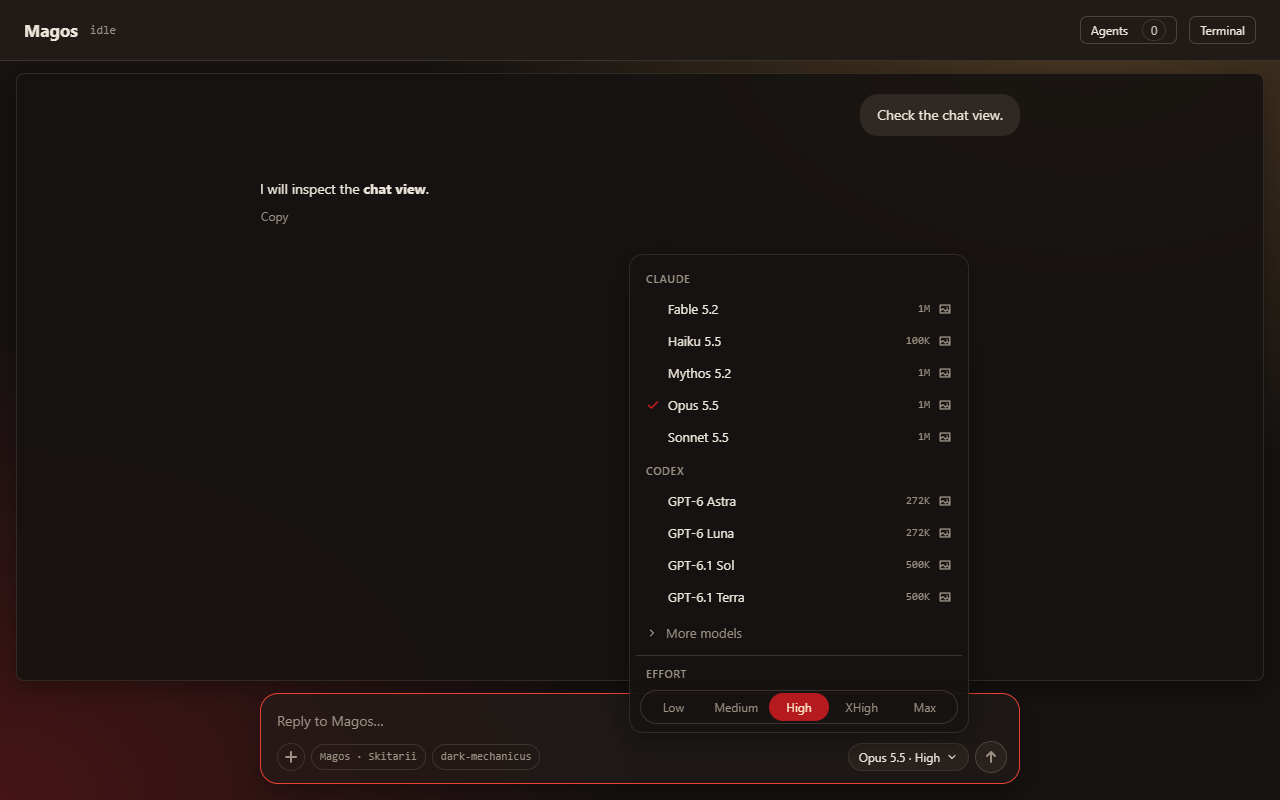 Magos idle Agents 0 Terminal
Check the chat view.
I will inspect the chat view.
Copy
CLAUDE
Fable 5.2 1M
Haiku 5.5 100K
Mythos 5.2 1M
Opus 5.5 1M
Sonnet 5.5 1M
CODEX
GPT-6 Astra 272K
GPT-6 Luna 272K
GPT-6.1 Sol 500K
GPT-6.1 Terra 500K
More models
EFFORT
Low Medium High XHigh Max
Reply to Magos...
Magos · Skitarii dark-mechanicus Opus 5.5 · High